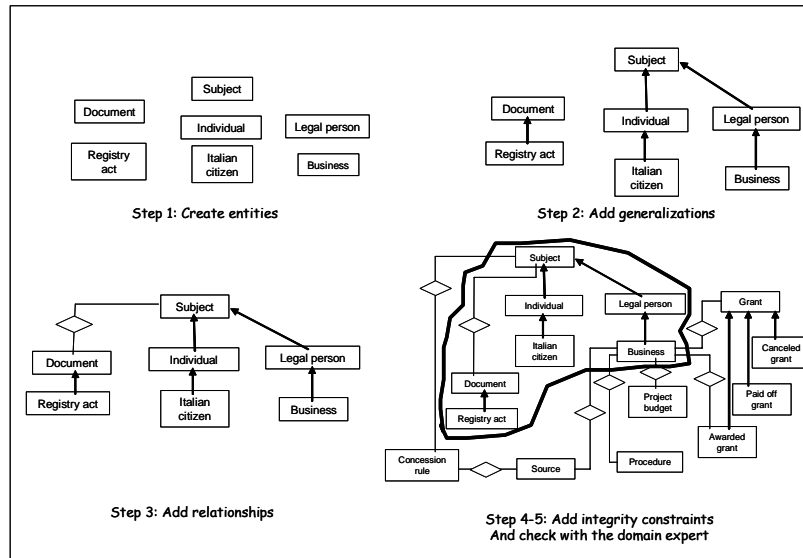 Subject
Document
Individual
Legal person
Registry
act
Italian
citizen
Business
Step 1: Create entities
Subject
Document
Individual
Legal person
Registry act
Italian
citizen
Business
Step 2: Add generalizations
Subject
Document
Individual
Legal person
Registry act
Italian
citizen
Business
Step 3: Add relationships
Subject
Individual
Legal person
Grant
Italian
citizen
Business
Canceled
grant
Document
Project
budget
Paid off
grant
Registry act
Awarded
grant
Concession
rule
Source
Procedure
Step 4-5: Add integrity constraints
And check with the domain expert